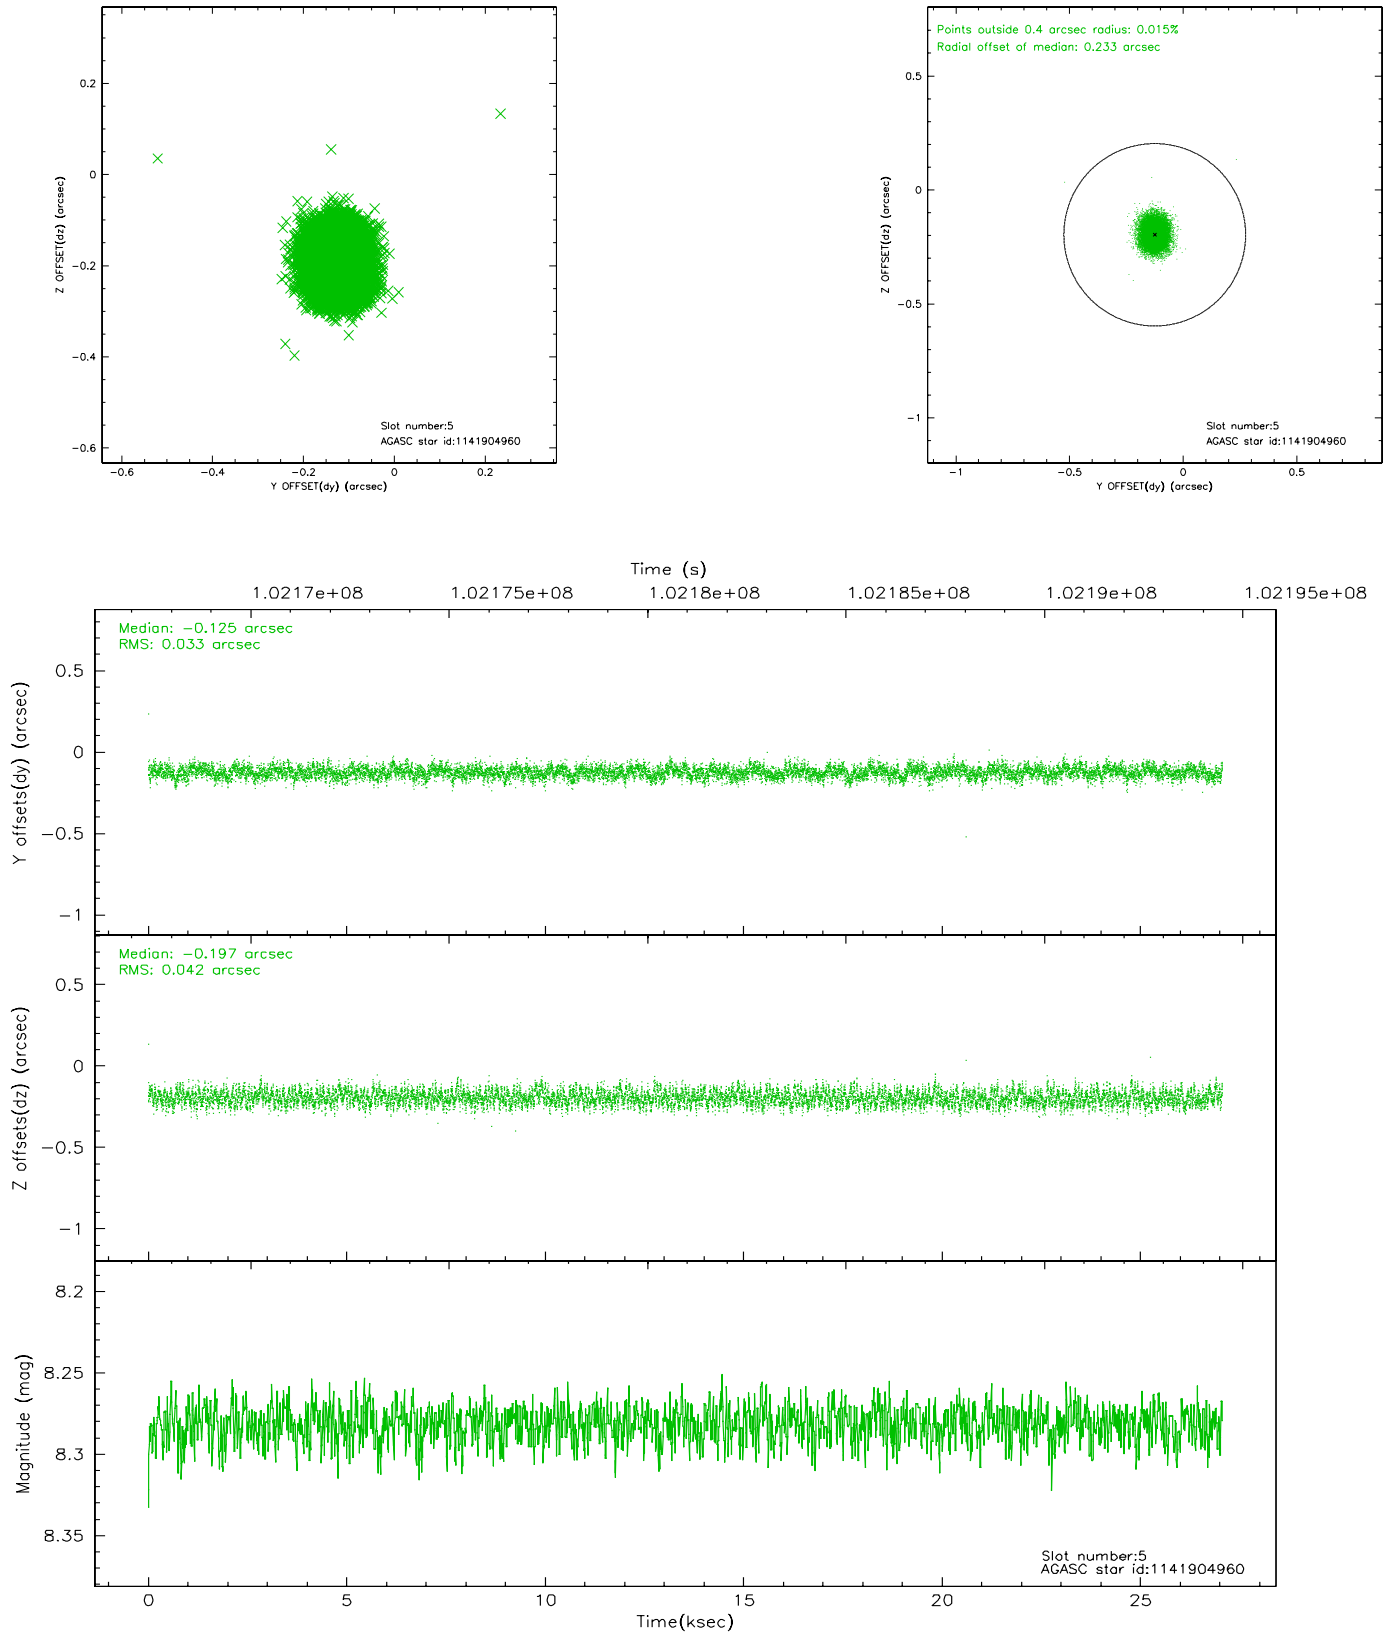 0.2
0
-0.2
-0.4
-0.6
Z OFFSET(dz) (arcsec)
Slot number:5
AGASC star id:1141904960
-0.6
-0.4
-0.2
0
0.2
Y OFFSET(dy) (arcsec)
Points outside 0.4 arcsec radius: 0.015%
Radial offset of median: 0.233 arcsec
0.5
0
-0.5
-1
Z OFFSET(dz) (arcsec)
Slot number:5
AGASC star id:1141904960
-1
-0.5
0
0.5
Y OFFSET(dy) (arcsec)
Time (s)
1.0217e+08
1.02175e+08
1.0218e+08
1.02185e+08
1.0219e+08
1.02195e+08
Median: -0.125 arcsec
RMS: 0.033 arcsec
0.5
0
-0.5
-1
Y offsets(dy) (arcsec)
Median: -0.197 arcsec
RMS: 0.042 arcsec
0.5
0
-0.5
-1
Z offsets(dz) (arcsec)
8.2
8.25
8.3
8.35
Magnitude (mag)
Slot number:5
AGASC star id:1141904960
0
5
10
15
20
25
Time(ksec)